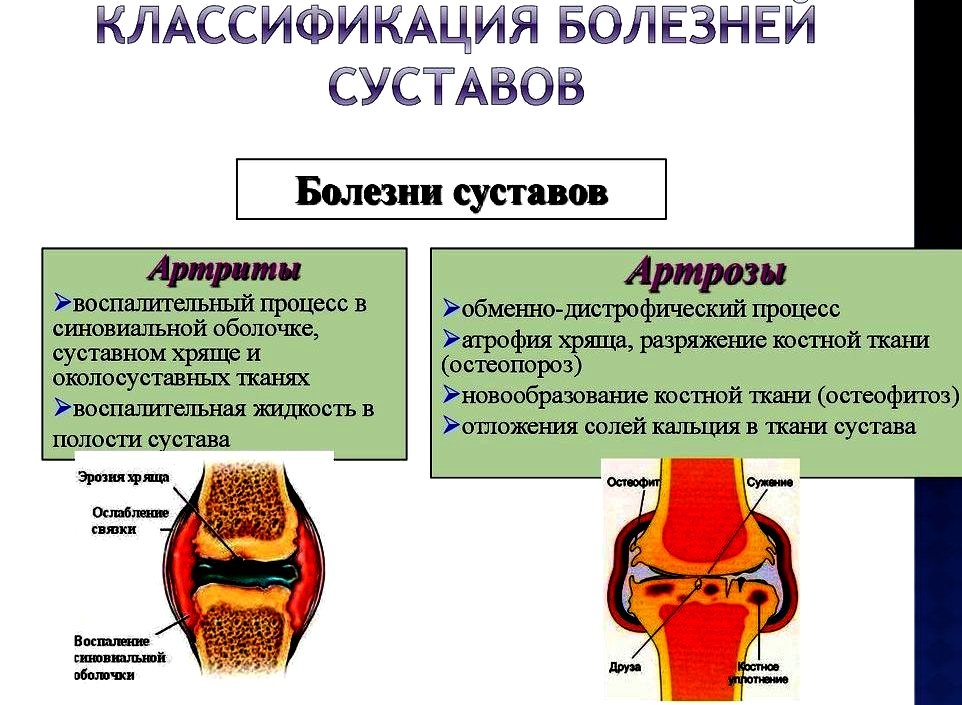 КЛАССИФИКАЦИЯ БОЛЕЗНЕЙ
СУСТАВОВ
Болезни суставов
Артриты
воспалительный процесс в
синовиальной оболочке,
суставном хряще и
околосуставных тканях
воспалительная жидкость в
полости сустава
Артрозы
обменно-дистрофический процесс
атрофия хряща, разряжение костной ткани
(остеопороз)
новообразование костной ткани (остеофитоз)
отложения солей кальция в ткани сустава
Эрозия хряща
Ослабление
связки
Воспаление
синовиальной
оболочки
Остеофит
Сужение
Друза
Костное
уплотнение